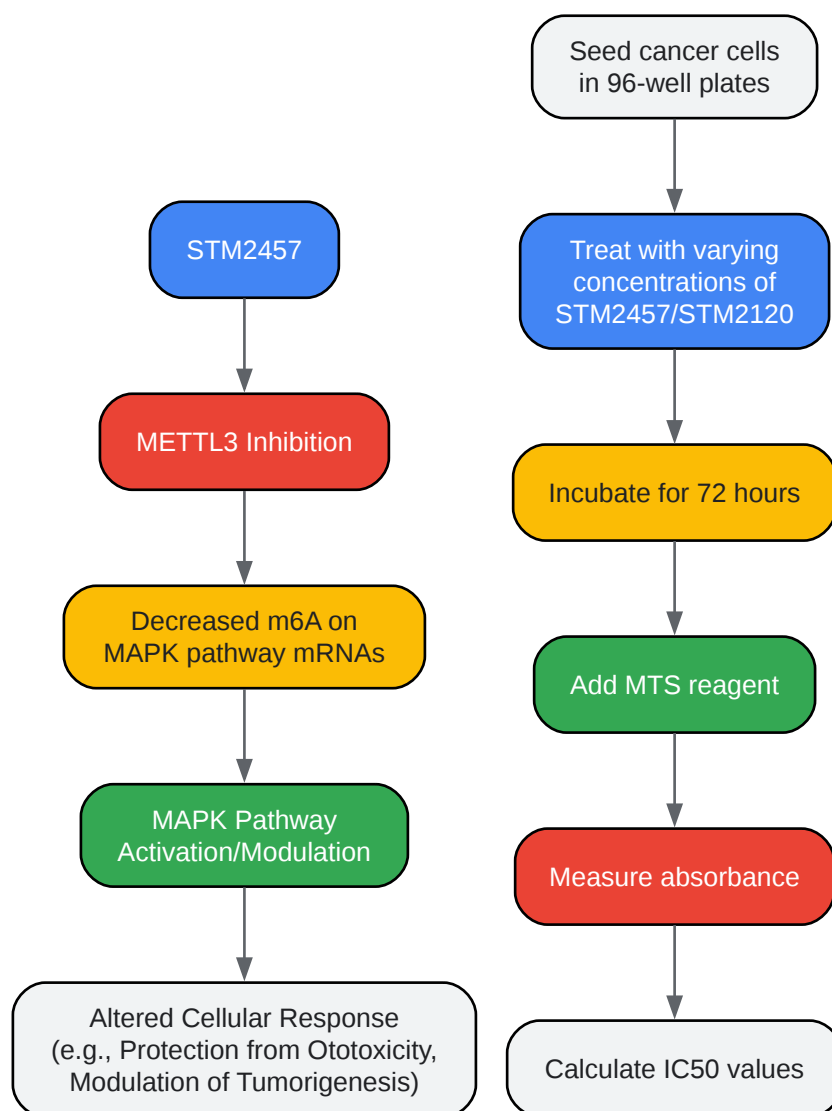 STM2457
METTL3 Inhibition
Decreased m6A on
MAPK pathway mRNAs
MAPK Pathway
Activation/Modulation
Altered Cellular Response
(e.g., Protection from Ototoxicity,
Modulation of Tumorigenesis)
Seed cancer cells
in 96-well plates
Treat with varying
concentrations of
STM2457/STM2120
Incubate for 72 hours
Add MTS reagent
Measure absorbance
Calculate IC50 values